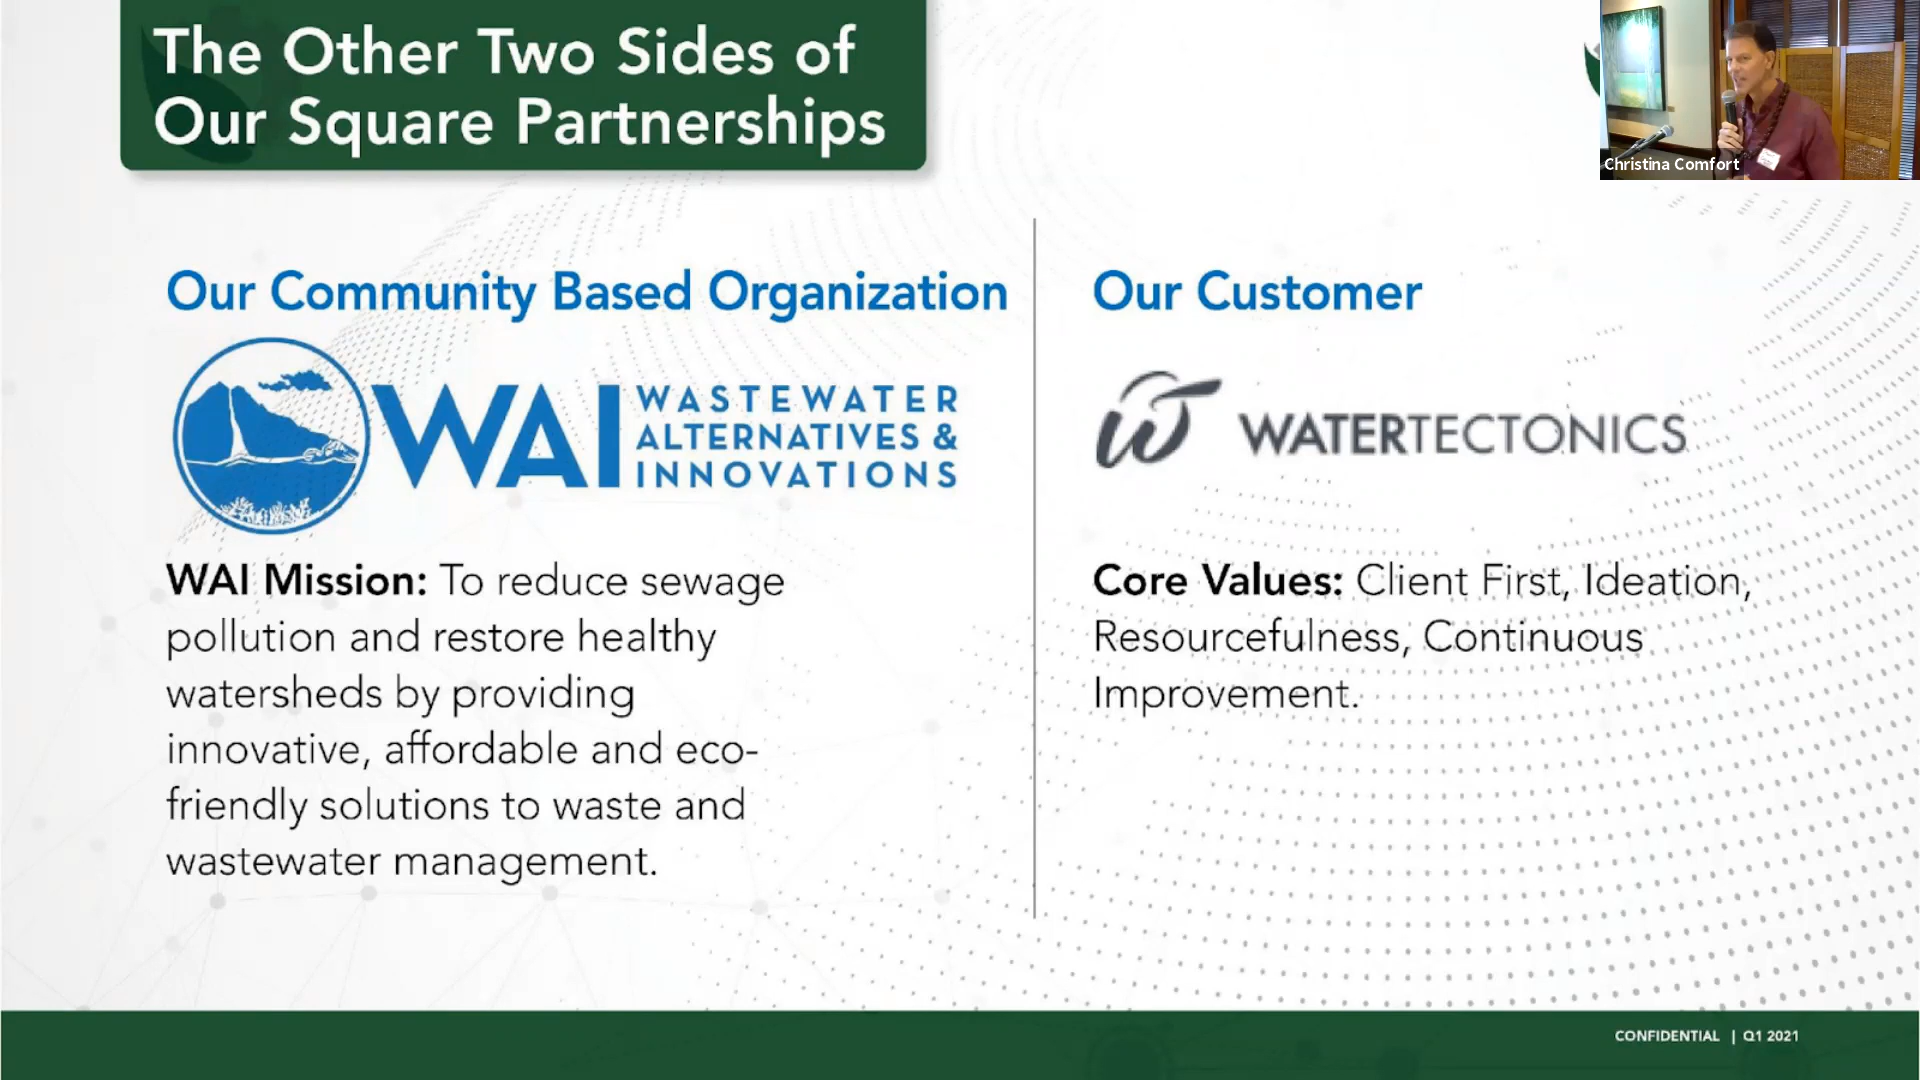 The Other Two Sides of
Our Square Partnerships
Christina Comfort
Our Community Based Organization
WAI WASTEWATER
ALTERNATIVES &
INNOVATIONS
WAI Mission: To reduce sewage
pollution and restore healthy
watersheds by providing
innovative, affordable and eco-
friendly solutions to waste and
wastewater management.
Our Customer
WT WATERTECTONICS
Core Values: Client First, Ideation,
Resourcefulness, Continuous
Improvement.
CONFIDENTIAL | Q1 2021